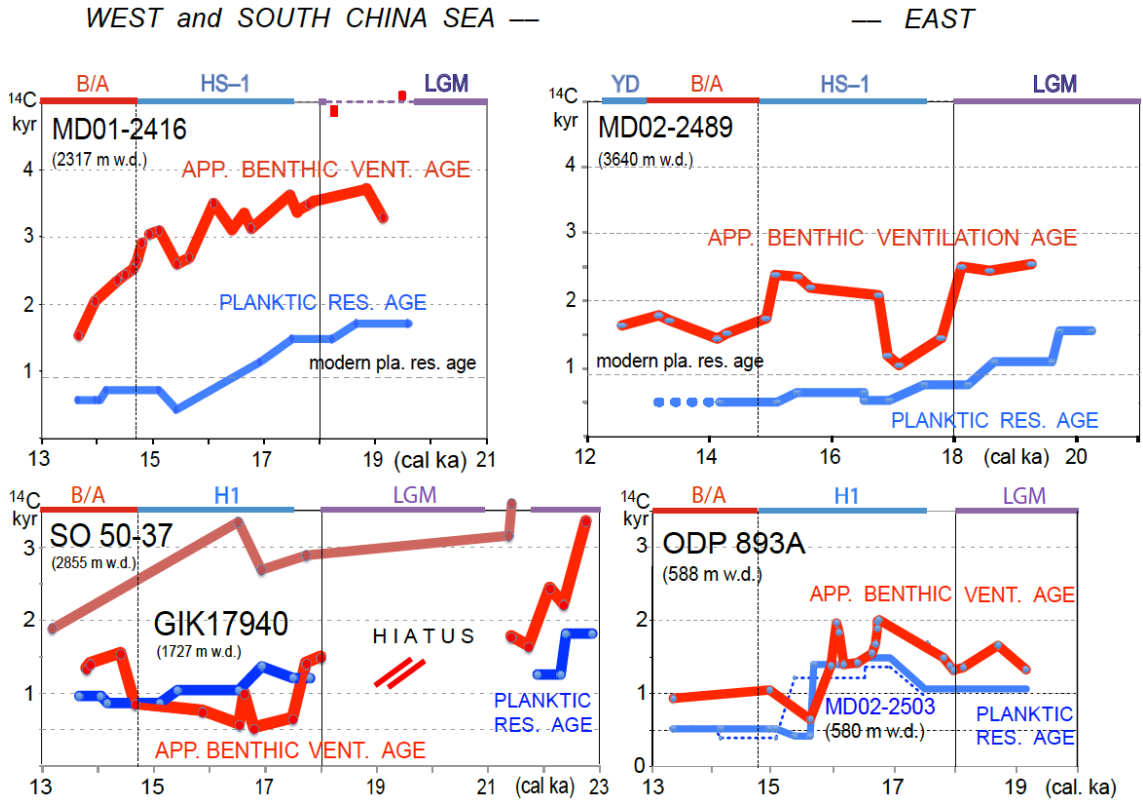 WEST and SOUTH CHINA SEA —
— EAST
B/A HS–1 LGM
14C
kyr
MD01-2416
(2317 m w.d.)
APP. BENTHIC VENT. AGE
PLANKTIC RES. AGE
modern pla. res. age
4
3
2
1
13 15 17 19 (cal ka) 21
YD B/A HS–1 LGM
14C
kyr
MD02-2489
(3640 m w.d.)
APP. BENTHIC VENTILATION AGE
modern pla. res. age
PLANKTIC RES. AGE
4
3
2
1
12 14 16 18 (cal ka) 20
B/A H1 LGM
14C
kyr
SO 50-37
(2855 m w.d.)
GIK17940
(1727 m w.d.)
HIATUS
PLANKTIC
RES. AGE
APP. BENTHIC VENT. AGE
3
2
1
13 15 17 19 (cal ka) 21 23
B/A H1 LGM
14C
kyr
ODP 893A
(588 m w.d.)
APP. BENTHIC VENT. AGE
MD02-2503
(580 m w.d.)
PLANKTIC
RES. AGE
3
2
1
0
13 15 17 19 (cal. ka)